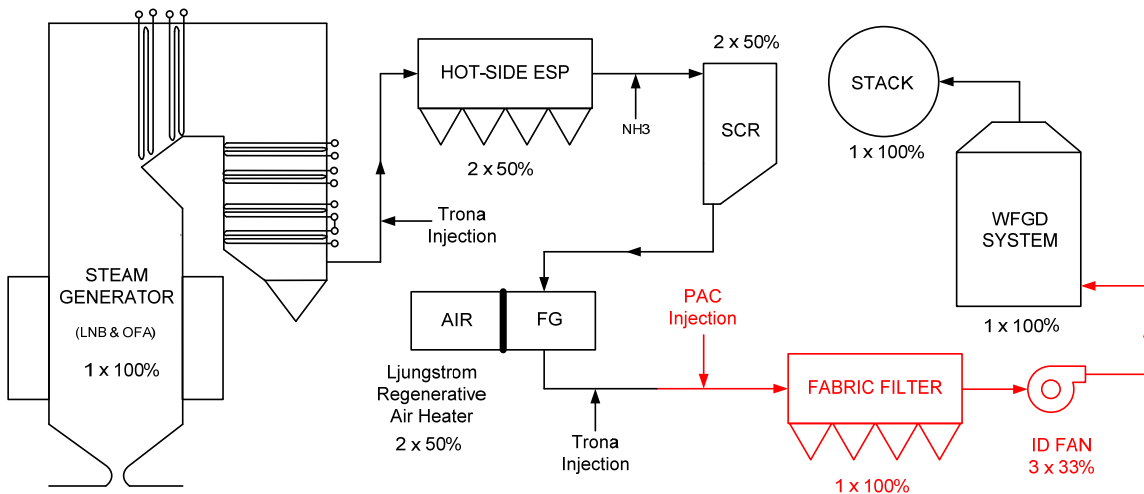 STEAM
GENERATOR
(LNB & OFA)
1 x 100%
Trona
Injection
HOT-SIDE ESP
2 x 50%
NH3
2 x 50%
SCR
STACK
1 x 100%
WFGD
SYSTEM
1 x 100%
AIR
FG
Ljungstrom
Regenerative
Air Heater
2 x 50%
Trona
Injection
PAC
Injection
FABRIC FILTER
1 x 100%
ID FAN
3 x 33%